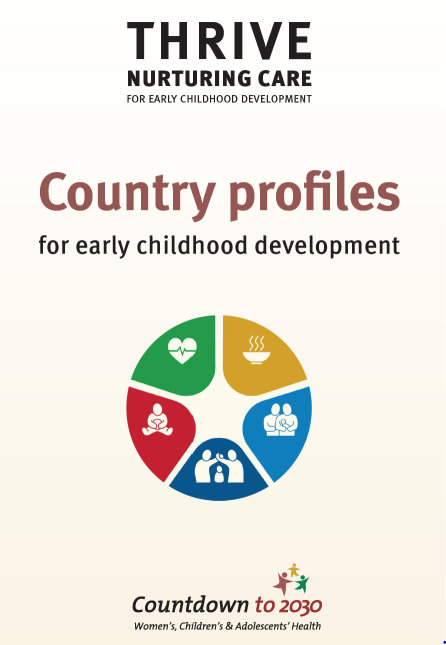 THRIVE
NURTURING CARE
FOR EARLY CHILDHOOD DEVELOPMENT
Country profiles
for early childhood development
Countdown to 2030
Women's, Children's & Adolescents' Health